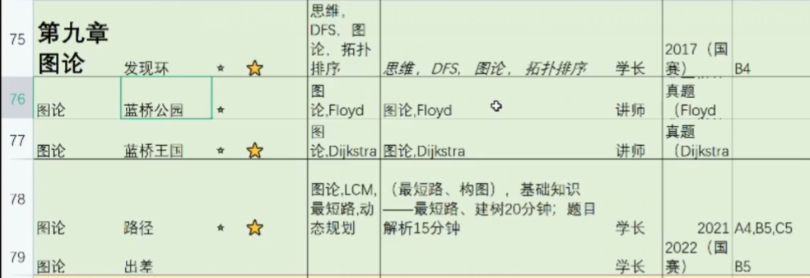 75
第九章
图论
发现环
⭐
⭐
思维，
DFS，图
论，拓扑
排序
思维，DFS，图论，拓扑排序
学长
2017（国
赛）
B4
76
图论
蓝桥公园
⭐
图
论,Floyd
图论,Floyd
讲师
真题
（Floyd
77
图论
蓝桥王国
⭐
⭐
图
论,Dijkstra
图论,Dijkstra
讲师
真题
（Dijkstra
78
图论
路径
⭐
⭐
图论,LCM,
最短路,动
态规划
（最短路、构图），基础知识
——最短路、建树20分钟；题目
解析15分钟
学长
2021
A4,B5,C5
79
图论
出差
学长
2022（国
赛）
B5